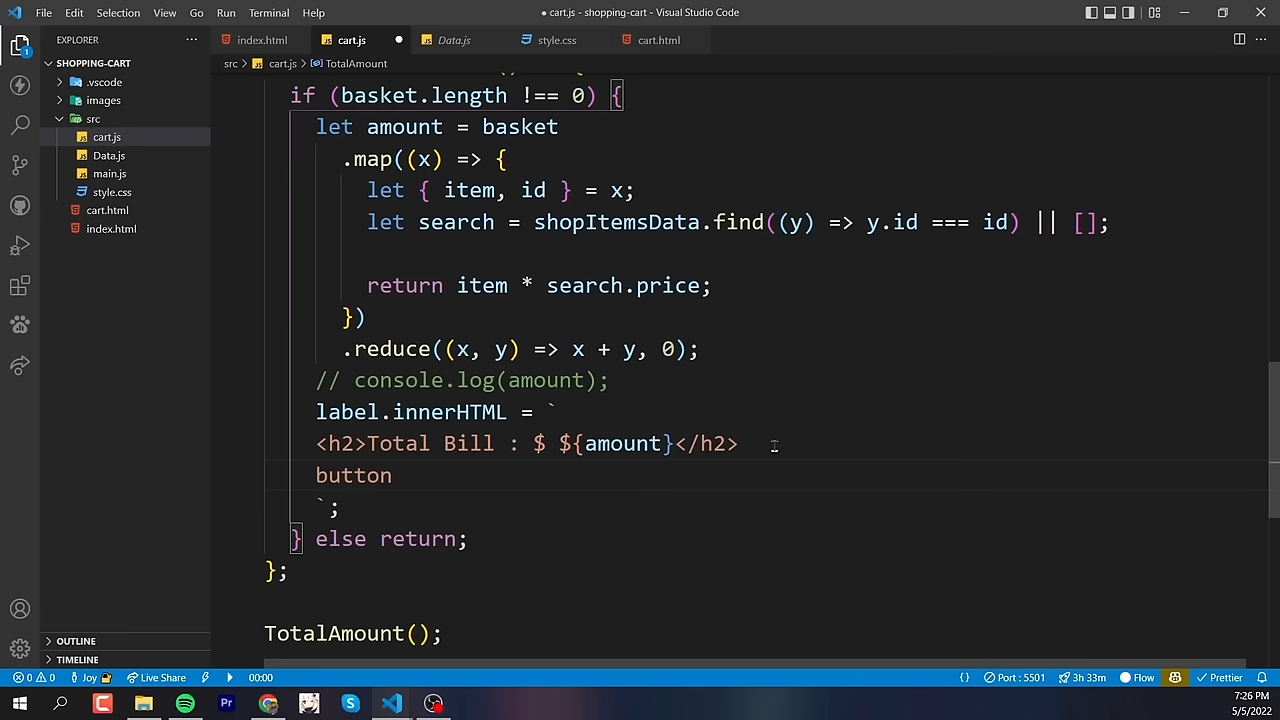 File Edit Selection View Go Run Terminal Help
● cart.js - shopping-cart - Visual Studio Code
EXPLORER
SHOPPING-CART
.vscode
images
src
cart.js
Data.js
main.js
style.css
cart.html
index.html
OUTLINE
TIMELINE
1
index.html cart.js Data.js style.css cart.html
src > cart.js > TotalAmount
if (basket.length !== 0) {
let amount = basket
.map((x) => {
let { item, id } = x;
let search = shopItemsData.find((y) => y.id === id) || [];
return item * search.price;
})
.reduce((x, y) => x + y, 0);
// console.log(amount);
label.innerHTML = `
<h2>Total Bill : $ ${amount}</h2>
button
`;
} else return;
};
TotalAmount();
0 0 Joy Live Share 00:00 {} Port : 5501 3h 33m Flow Prettier
Pr
7:26 PM
5/5/2022